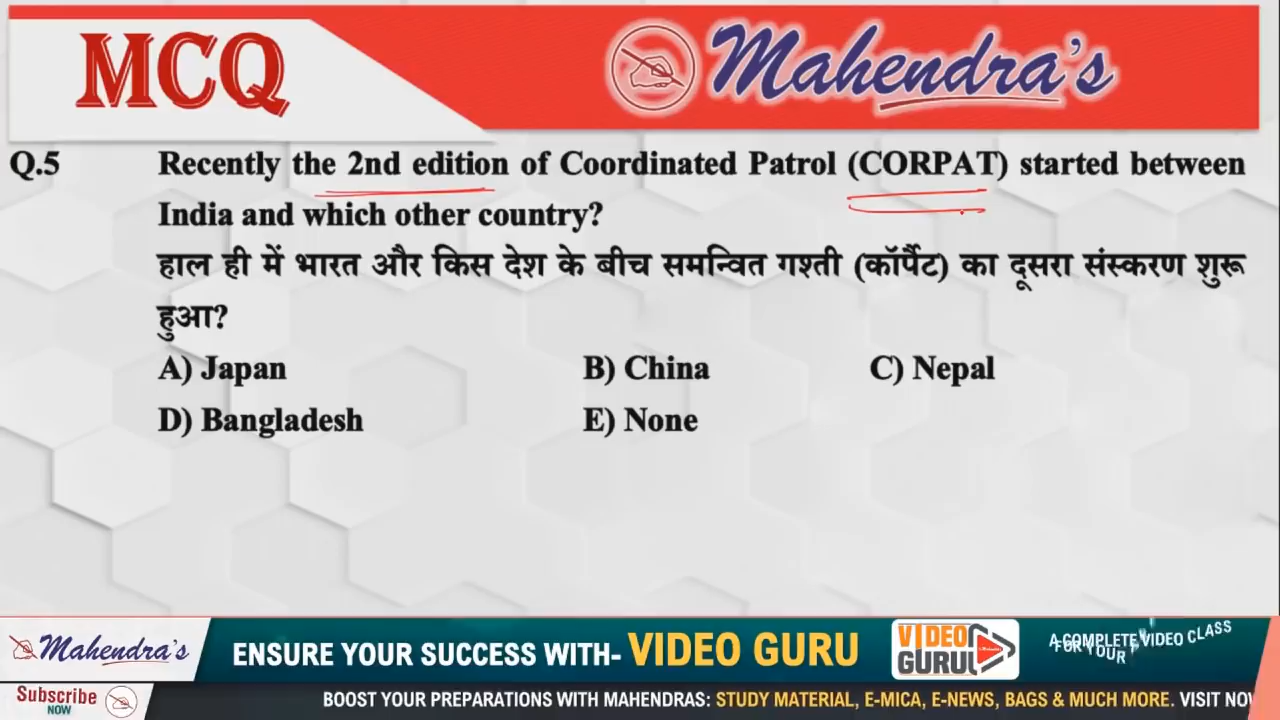 MCQ
Mahendra's
Q.5 Recently the 2nd edition of Coordinated Patrol (CORPAT) started between
India and which other country?
हाल ही में भारत और किस देश के बीच समन्वित गश्ती (कॉर्पैट) का दूसरा संस्करण शुरू
हुआ?
A) Japan B) China C) Nepal
D) Bangladesh E) None
Mahendra's
ENSURE YOUR SUCCESS WITH- VIDEO GURU
VIDEO
GURU
A COMPLETE VIDEO CLASS
FOR YOUR
Subscribe
NOW
BOOST YOUR PREPARATIONS WITH MAHENDRAS: STUDY MATERIAL, E-MICA, E-NEWS, BAGS & MUCH MORE. VISIT